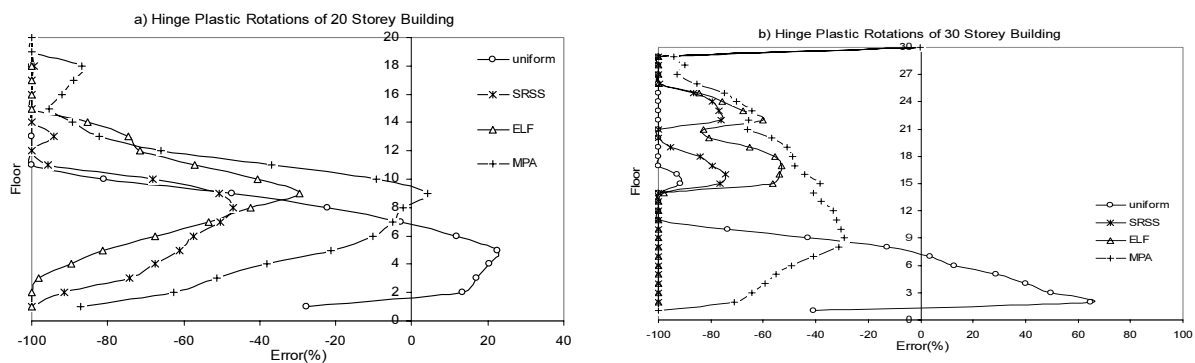 a) Hinge Plastic Rotations of 20 Storey Building
20
18
16
14
12
10
8
6
4
2
0
Floor
-100 -80 -60 -40 -20 0 20 40 60
Error(%)
uniform
SRSS
ELF
MPA
b) Hinge Plastic Rotations of 30 Storey Building
30
27
24
21
18
15
12
9
6
3
0
Floor
-100 -80 -60 -40 -20 0 20 40 60 80 100
Error(%)
uniform
SRSS
ELF
MPA